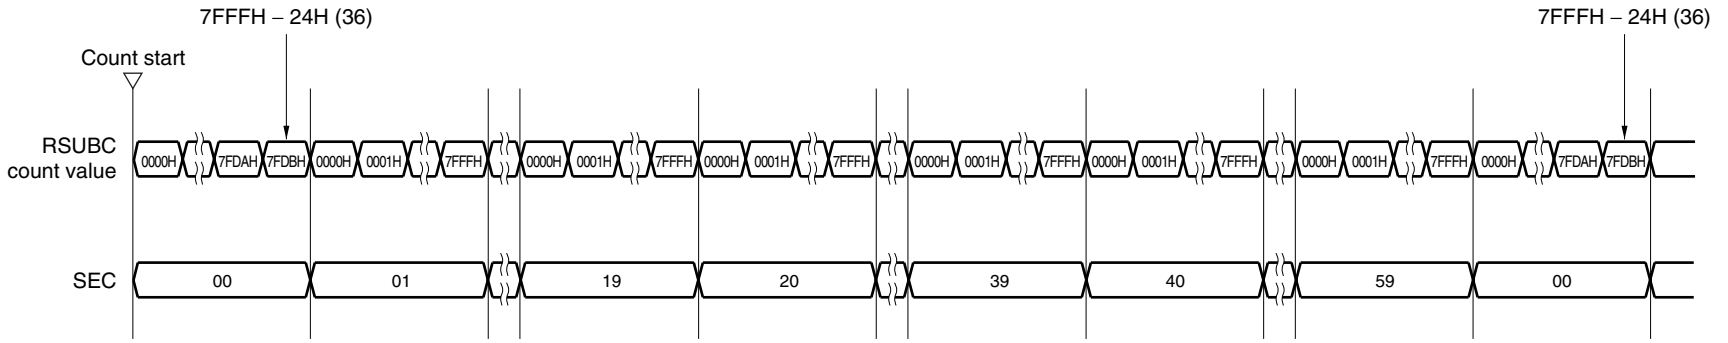 7FFFH – 24H (36) 7FFFH – 24H (36)
Count start
RSUBC
count value
0000H 7FDAH 7FDBH 0000H 0001H 7FFFH 0000H 0001H 7FFFH 0000H 0001H 7FFFH 0000H 0001H 7FFFH 0000H 0001H 7FFFH 0000H 0001H 7FFFH 0000H 7FDAH 7FDBH
SEC 00 01 19 20 39 40 59 00